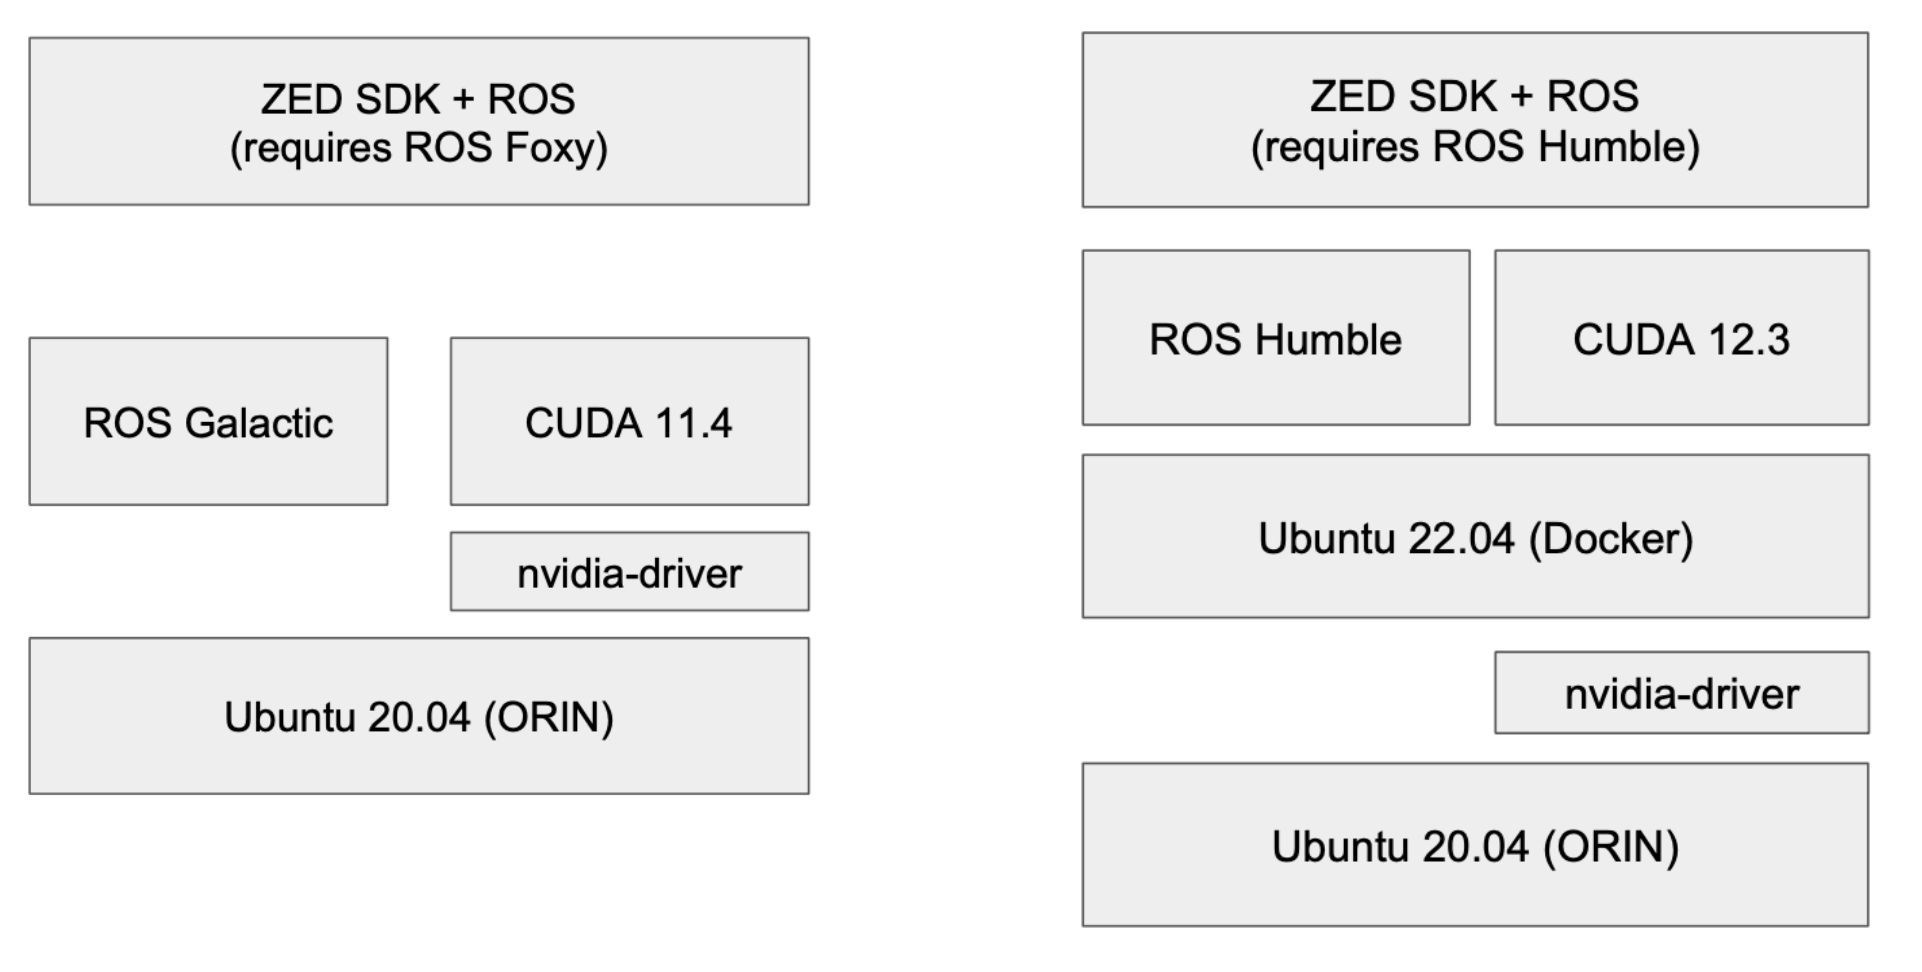 ZED SDK + ROS
(requires ROS Foxy)
ROS Galactic
CUDA 11.4
nvidia-driver
Ubuntu 20.04 (ORIN)
ZED SDK + ROS
(requires ROS Humble)
ROS Humble
CUDA 12.3
Ubuntu 22.04 (Docker)
nvidia-driver
Ubuntu 20.04 (ORIN)